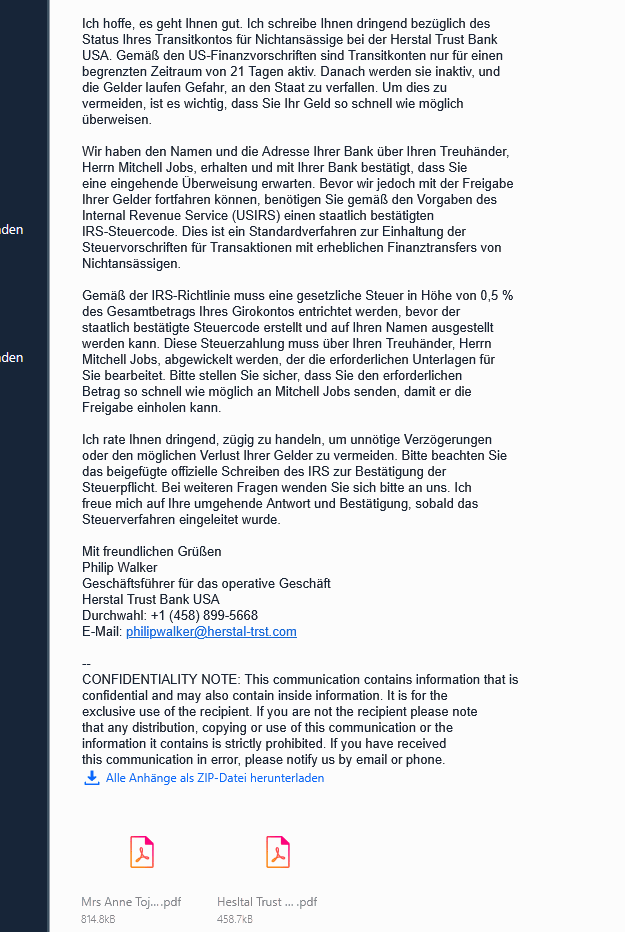 Ich hoffe, es geht Ihnen gut. Ich schreibe Ihnen dringend bezüglich des
Status Ihres Transitkontos für Nichtansässige bei der Herstal Trust Bank
USA. Gemäß den US-Finanzvorschriften sind Transitkonten nur für einen
begrenzten Zeitraum von 21 Tagen aktiv. Danach werden sie inaktiv, und
die Gelder laufen Gefahr, an den Staat zu verfallen. Um dies zu
vermeiden, ist es wichtig, dass Sie Ihr Geld so schnell wie möglich
überweisen.

Wir haben den Namen und die Adresse Ihrer Bank über Ihren Treuhänder,
Herrn Mitchell Jobs, erhalten und mit Ihrer Bank bestätigt, dass Sie
eine eingehende Überweisung erwarten. Bevor wir jedoch mit der Freigabe
Ihrer Gelder fortfahren können, benötigen Sie gemäß den Vorgaben des
Internal Revenue Service (USIRS) einen staatlich bestätigten
IRS-Steuercode. Dies ist ein Standardverfahren zur Einhaltung der
Steuervorschriften für Transaktionen mit erheblichen Finanztransfers von
Nichtansässigen.

Gemäß der IRS-Richtlinie muss eine gesetzliche Steuer in Höhe von 0,5 %
des Gesamtbetrags Ihres Girokontos entrichtet werden, bevor der
staatlich bestätigte Steuercode erstellt und auf Ihren Namen ausgestellt
werden kann. Diese Steuerzahlung muss über Ihren Treuhänder, Herrn
Mitchell Jobs, abgewickelt werden, der die erforderlichen Unterlagen für
Sie bearbeitet. Bitte stellen Sie sicher, dass Sie den erforderlichen
Betrag so schnell wie möglich an Mitchell Jobs senden, damit er die
Freigabe einholen kann.

Ich rate Ihnen dringend, zügig zu handeln, um unnötige Verzögerungen
oder den möglichen Verlust Ihrer Gelder zu vermeiden. Bitte beachten Sie
das beigefügte offizielle Schreiben des IRS zur Bestätigung der
Steuerpflicht. Bei weiteren Fragen wenden Sie sich bitte an uns. Ich
freue mich auf Ihre umgehende Antwort und Bestätigung, sobald das
Steuerverfahren eingeleitet wurde.

Mit freundlichen Grüßen
Philip Walker
Geschäftsführer für das operative Geschäft
Herstal Trust Bank USA
Durchwahl: +1 (458) 899-5668
E-Mail: philipwalker@herstal-trst.com

--
CONFIDENTIALITY NOTE: This communication contains information that is
confidential and may also contain inside information. It is for the
exclusive use of the recipient. If you are not the recipient please note
that any distribution, copying or use of this communication or the
information it contains is strictly prohibited. If you have received
this communication in error, please notify us by email or phone.
Alle Anhänge als ZIP-Datei herunterladen
Mrs Anne Toj....pdf
814.8kB
Hesltal Trust ... .pdf
458.7kB
den
den